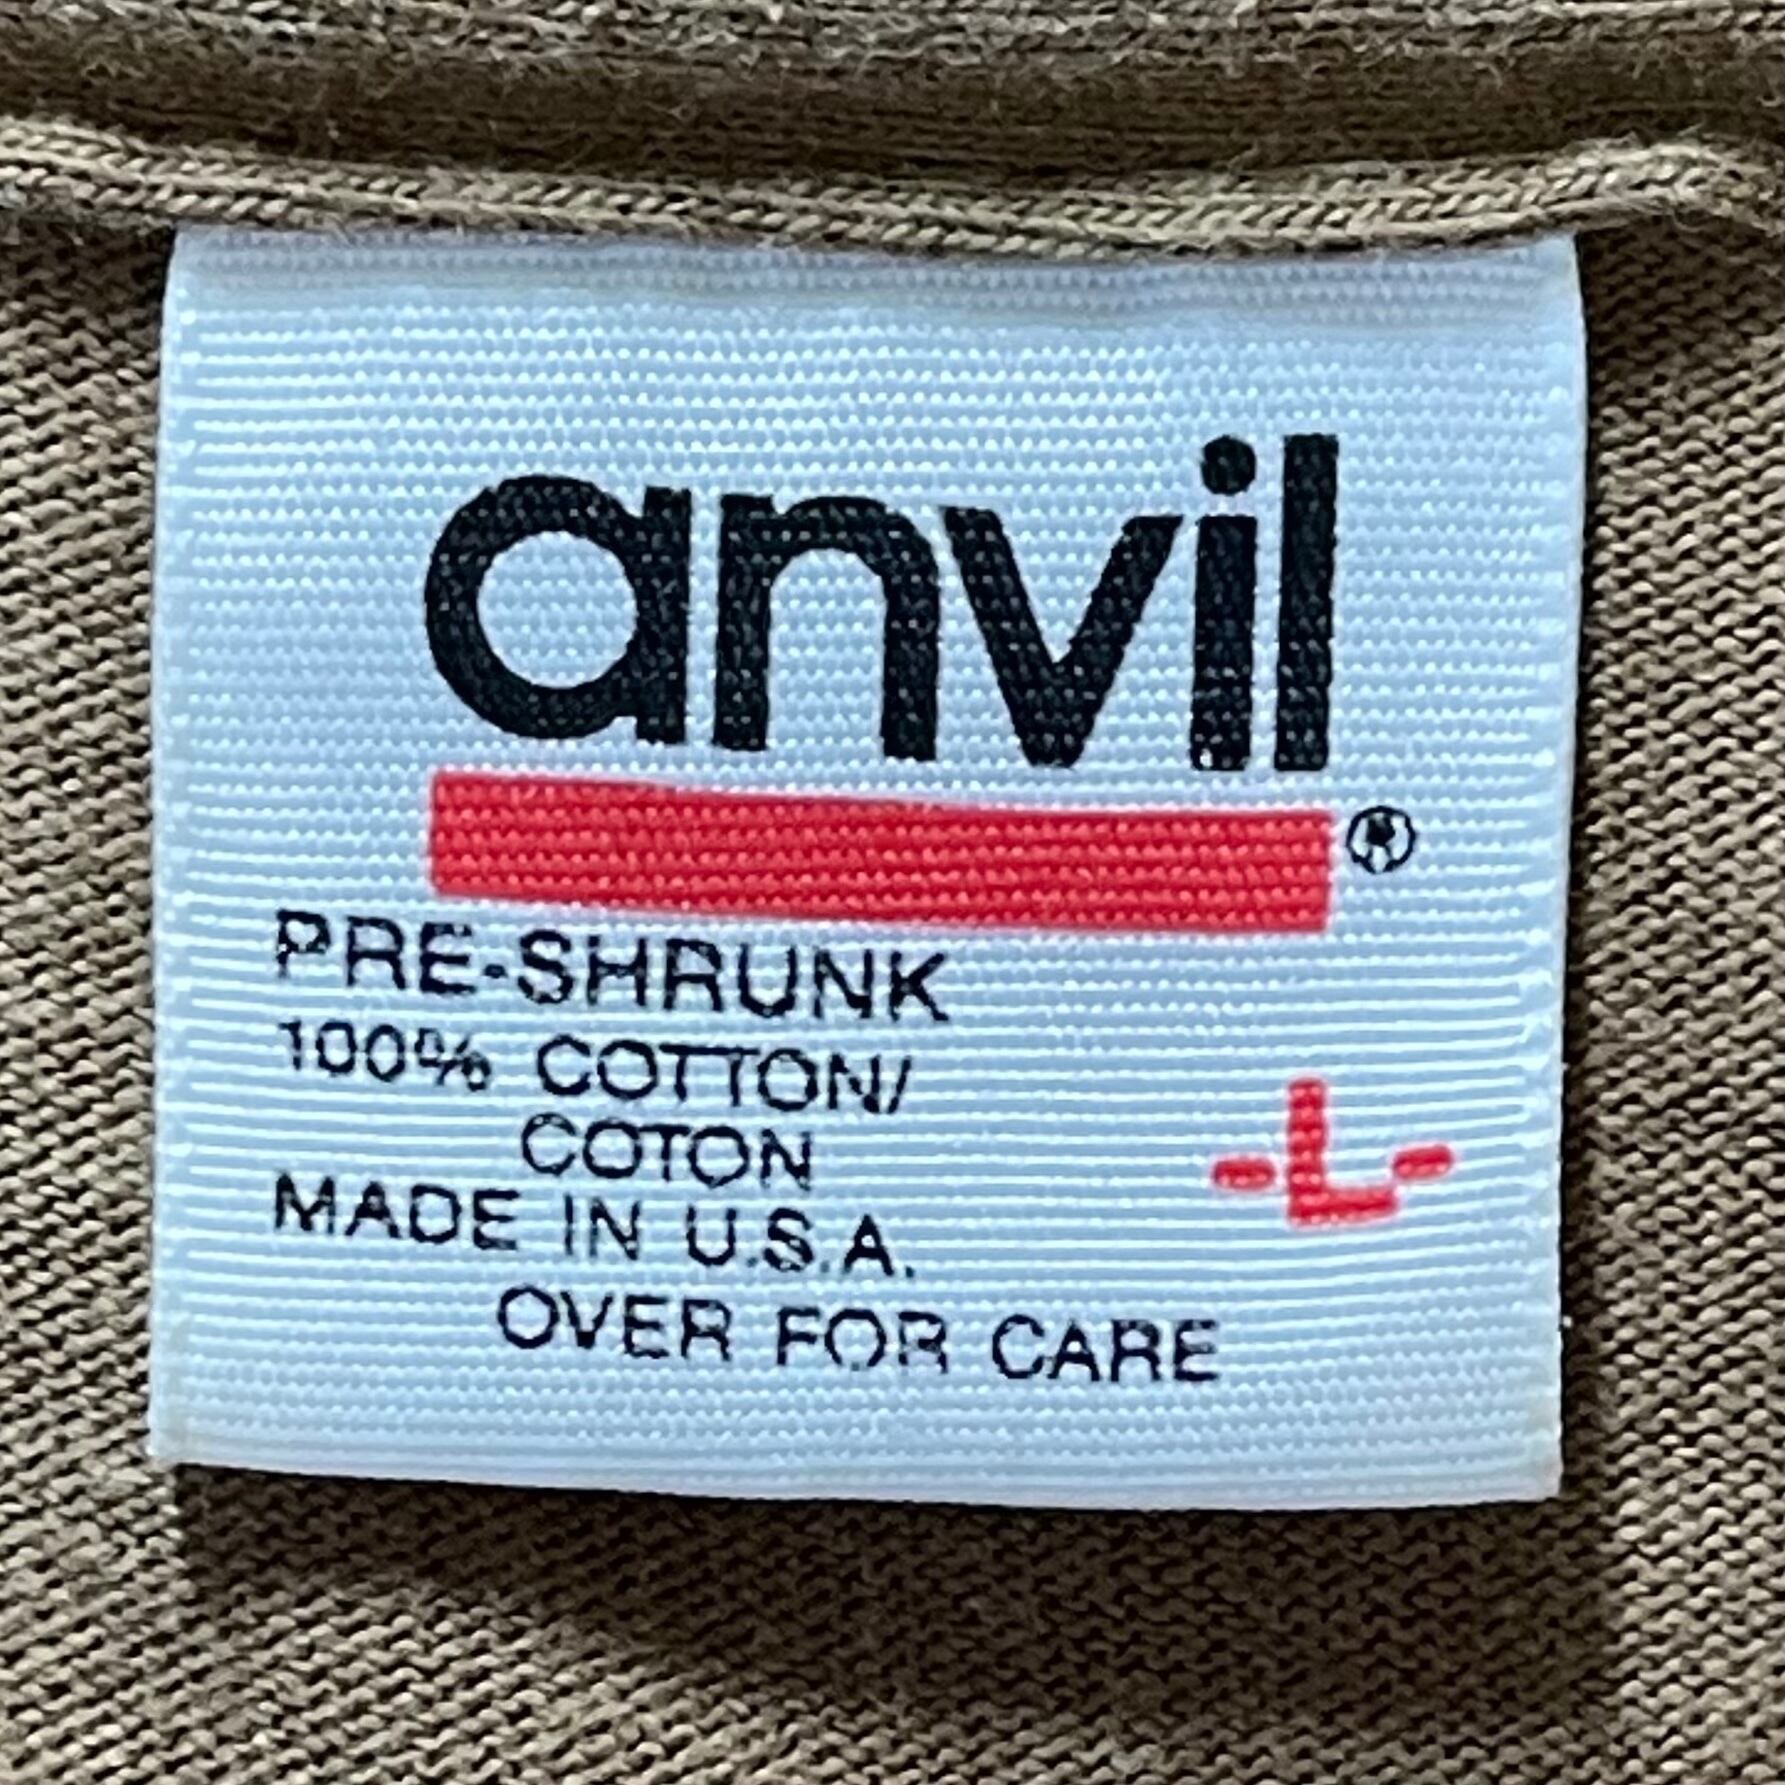 anvil
®
PRE-SHRUNK
100% COTTON/
COTON
-L-
MADE IN U.S.A.
OVER FOR CARE